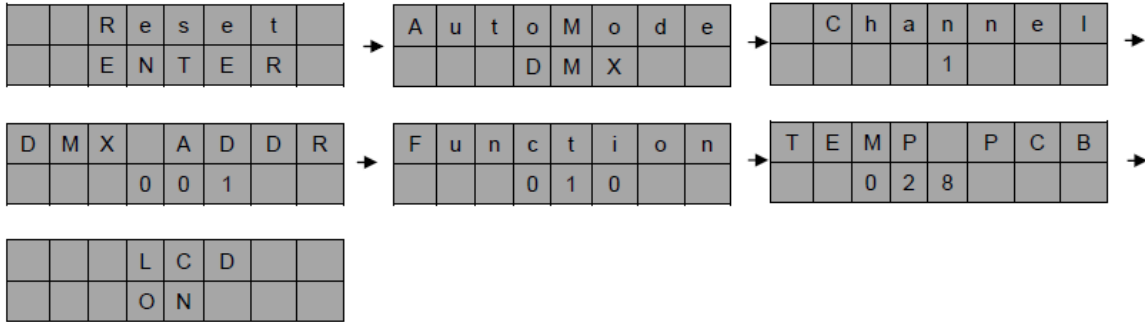 Reset
ENTER
AutoMode
DMX
Channel
1
DMX ADDR
001
Function
010
TEMP PCB
028
LCD
ON